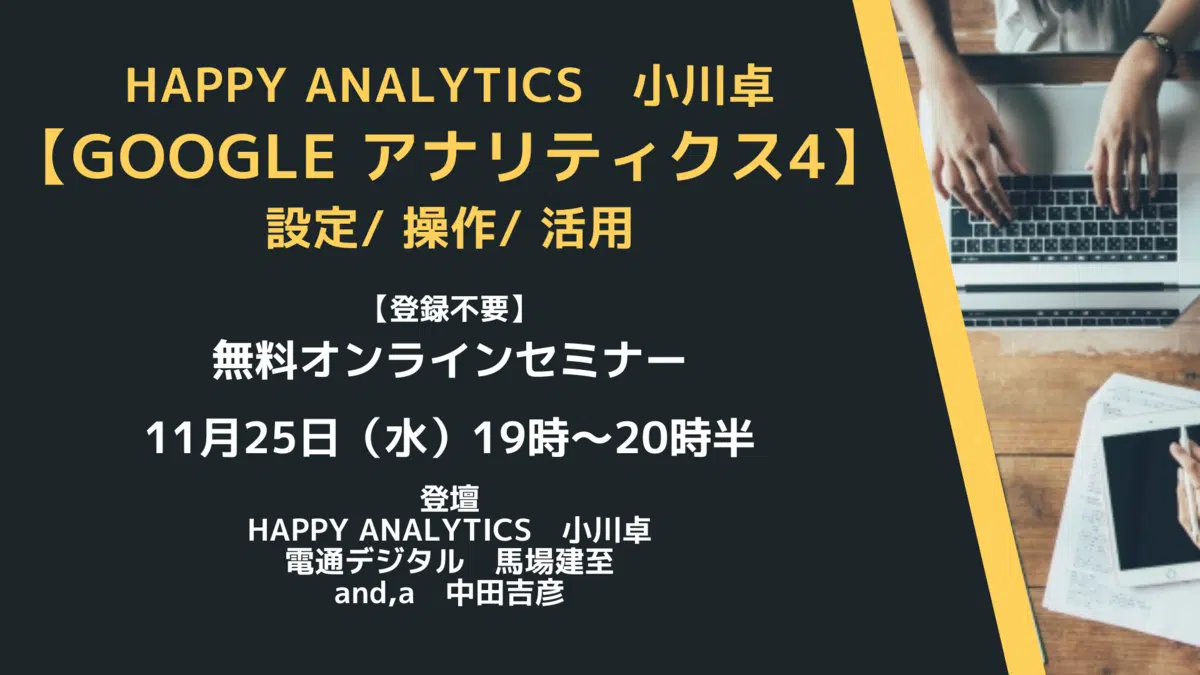 HAPPY ANALYTICS　小川卓
【GOOGLE アナリティクス4】
設定/ 操作/ 活用
【登録不要】
無料オンラインセミナー
11月25日（水）19時〜20時半
登壇
HAPPY ANALYTICS　小川卓
電通デジタル　馬場建至
and,a　中田吉彦